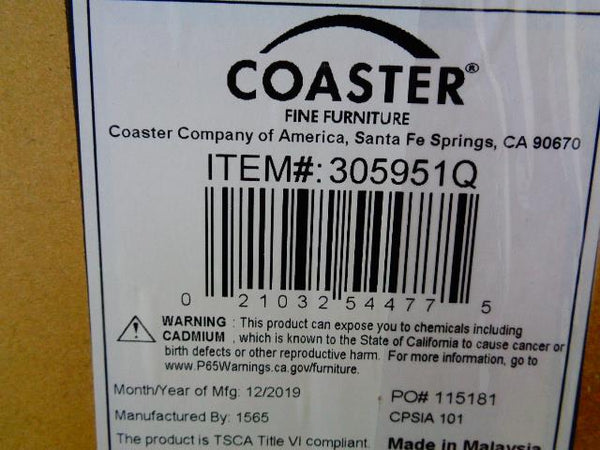 COASTER®
FINE FURNITURE
Coaster Company of America, Santa Fe Springs, CA 90670
ITEM#: 305951Q
0 21032 54477 5
WARNING : This product can expose you to chemicals including
CADMIUM , which is known to the State of California to cause cancer or
birth defects or other reproductive harm. For more information, go to
www.P65Warnings.ca.gov/furniture.
Month/Year of Mfg: 12/2019
PO# 115181
Manufactured By: 1565
CPSIA 101
The product is TSCA Title VI compliant.
Made in Malaysia